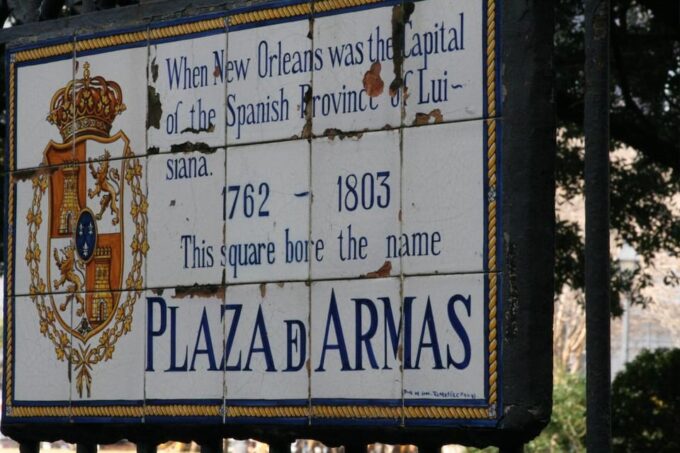 When New Orleans was the Capital
of the Spanish Province of Lui~
siana.
1762 - 1803
This square bore the name
PLAZA D ARMAS